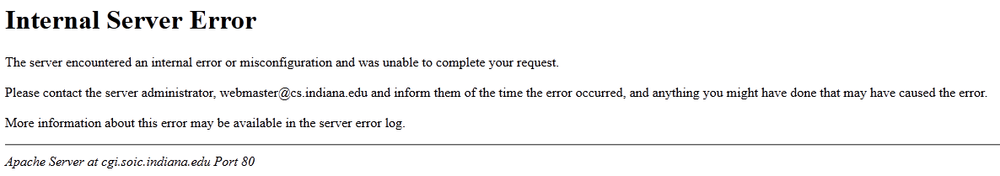 Internal Server Error
The server encountered an internal error or misconfiguration and was unable to complete your request.
Please contact the server administrator, webmaster@cs.indiana.edu and inform them of the time the error occurred, and anything you might have done that may have caused the error.
More information about this error may be available in the server error log.
Apache Server at cgi.soic.indiana.edu Port 80